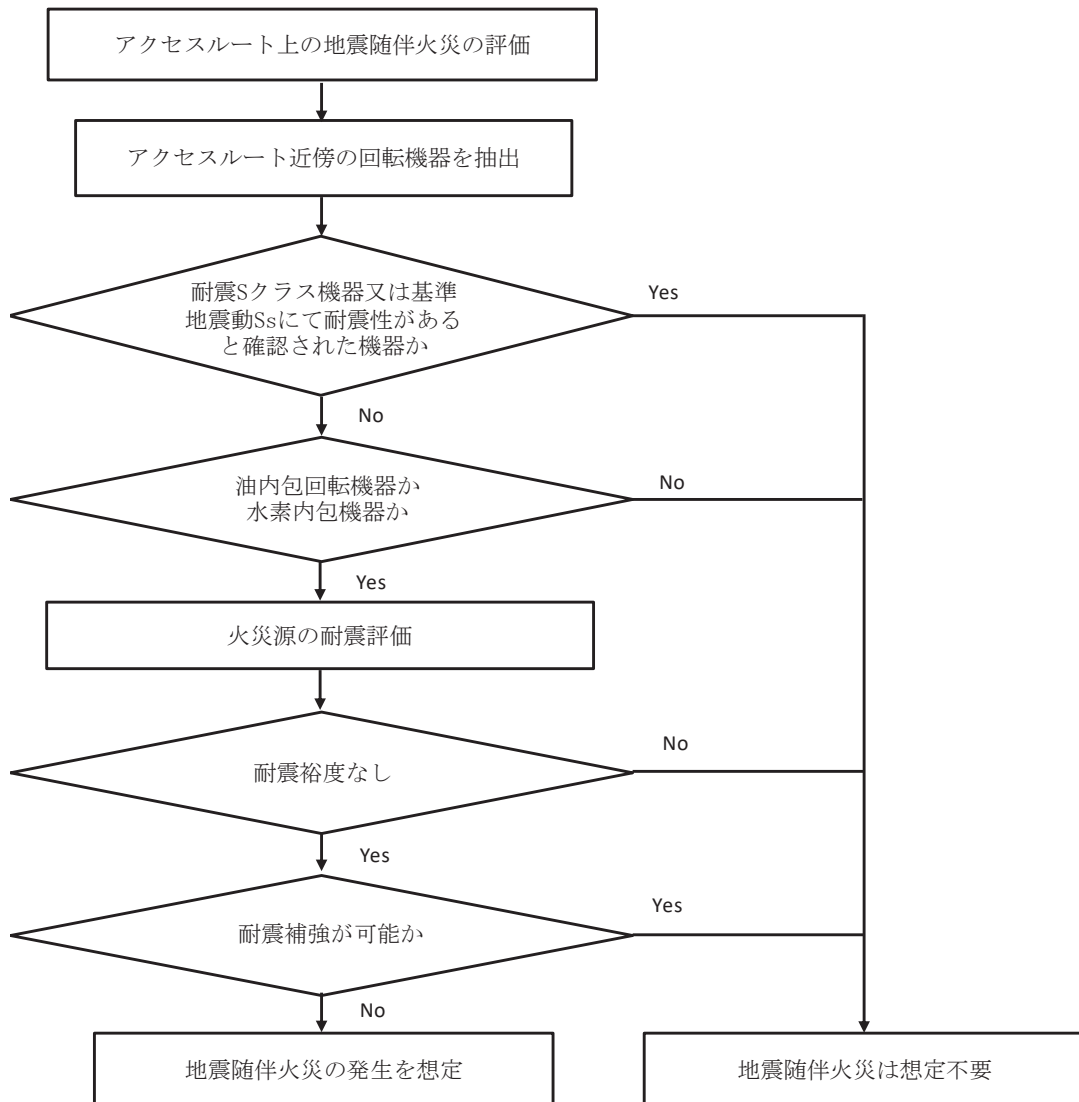 アクセスルート上の地震随伴火災の評価
アクセスルート近傍の回転機器を抽出
耐震Sクラス機器又は基準
地震動Ssにて耐震性がある
と確認された機器か
Yes
No
油内包回転機器か
水素内包機器か
No
Yes
火災源の耐震評価
耐震裕度なし
No
Yes
耐震補強が可能か
Yes
No
地震随伴火災の発生を想定
地震随伴火災は想定不要